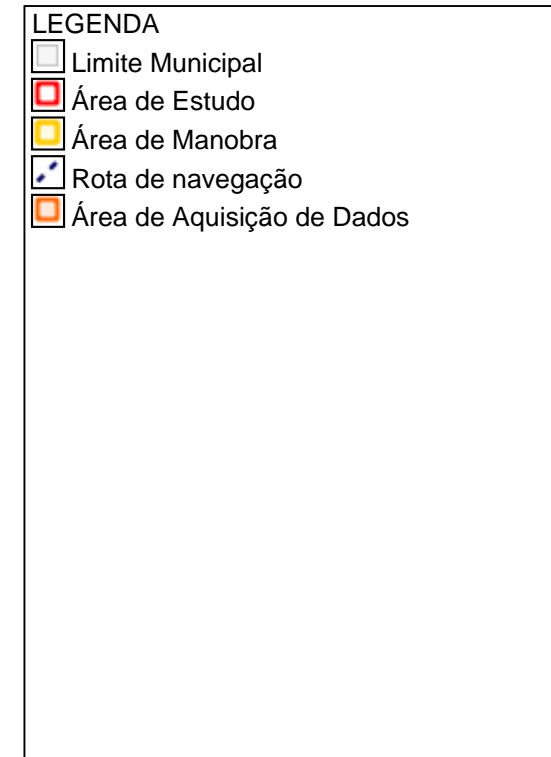 LEGENDA
Limite Municipal
Área de Estudo
Área de Manobra
Rota de navegação
Área de Aquisição de Dados